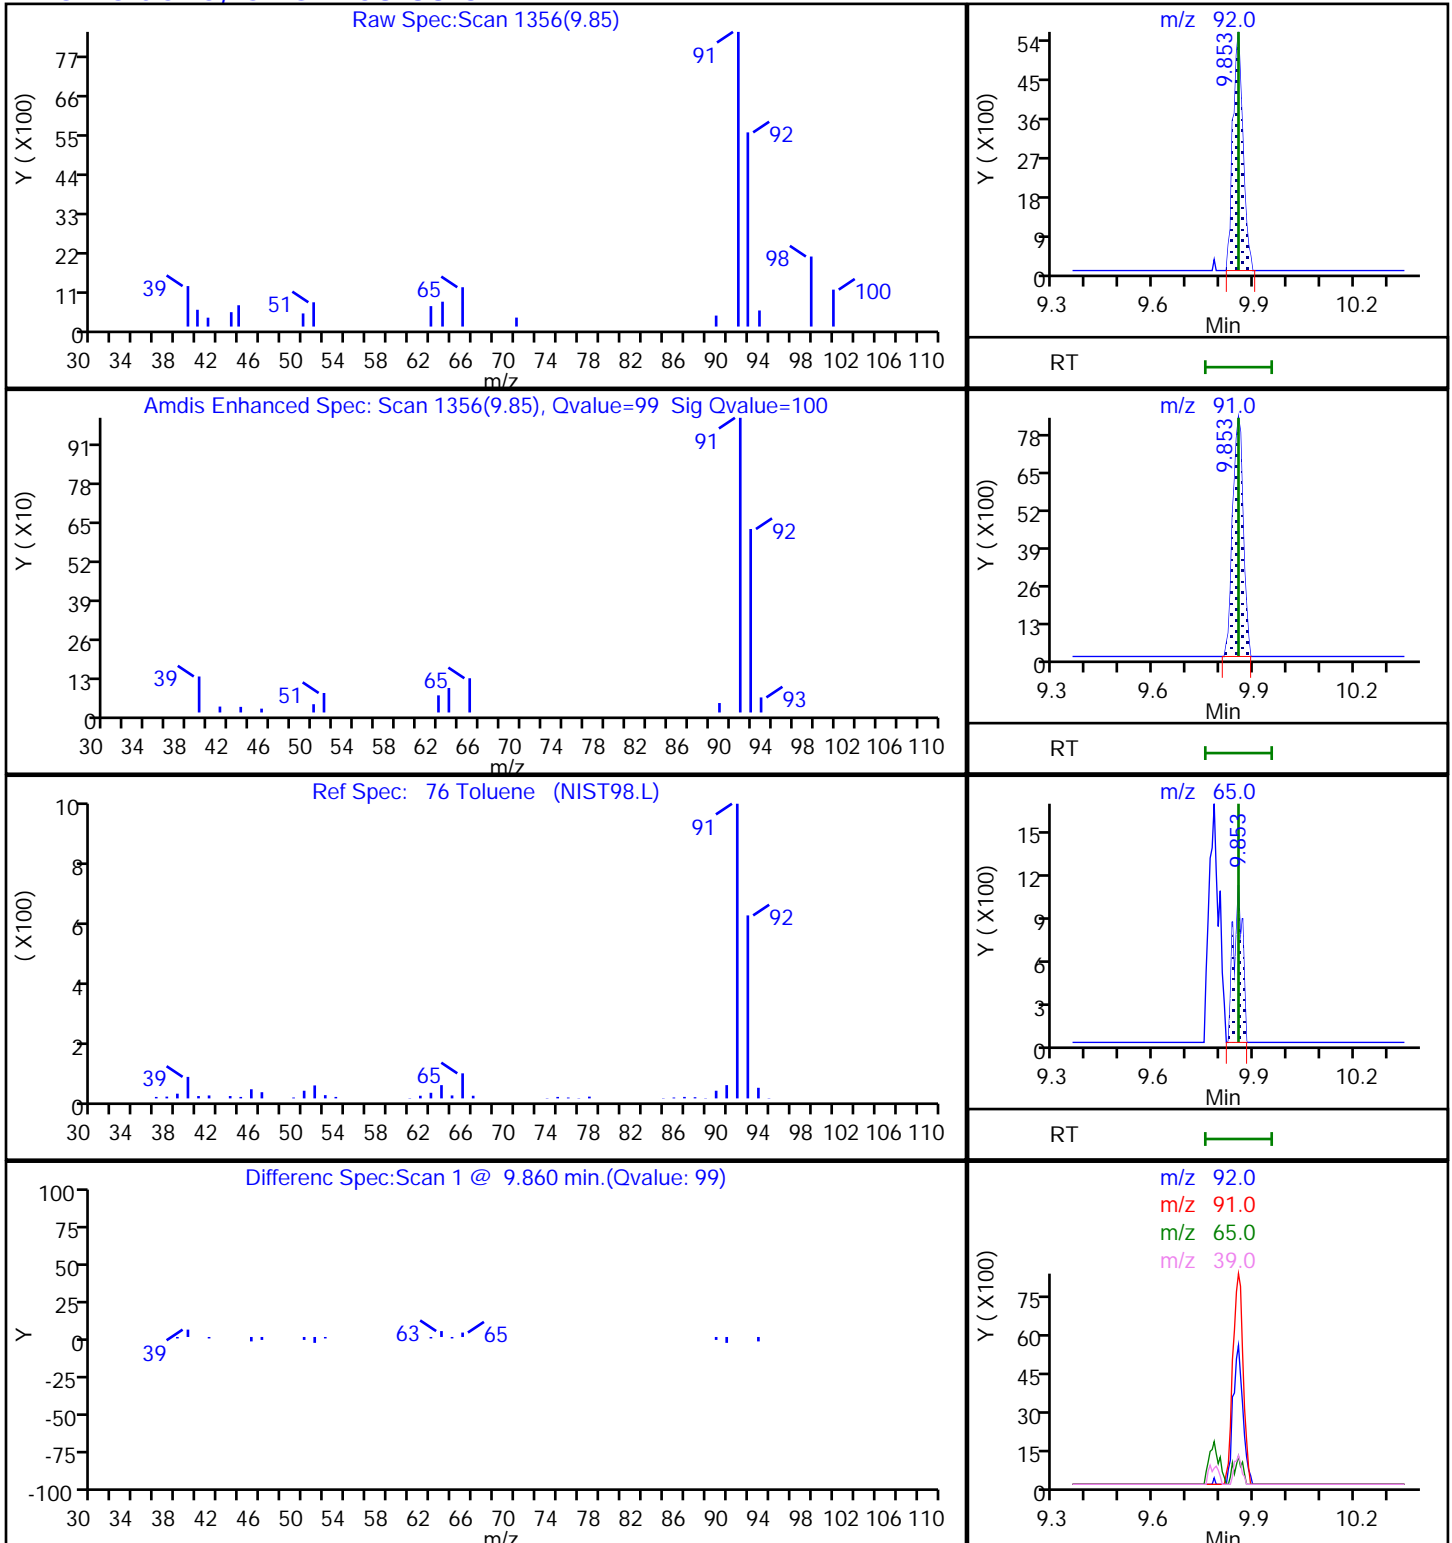 Raw Spec:Scan 1356(9.85)
Y ( X100)
77
66
55
44
33
22
11
0
91
92
98
100
39
51
65
30 34 38 42 46 50 54 58 62 66 70 74 78 82 86 90 94 98 102 106 110
m/z
m/z 92.0
Y ( X100)
54
45
36
27
18
9
0
9.853
9.3 9.6 9.9 10.2
Min
RT
Amdis Enhanced Spec: Scan 1356(9.85), Qvalue=99 Sig Qvalue=100
Y ( X10)
91
78
65
52
39
26
13
0
91
92
39
51
65
93
30 34 38 42 46 50 54 58 62 66 70 74 78 82 86 90 94 98 102 106 110
m/z
m/z 91.0
Y ( X100)
78
65
52
39
26
13
0
9.853
9.3 9.6 9.9 10.2
Min
RT
Ref Spec: 76 Toluene (NIST98.L)
( X100)
10
8
6
4
2
0
91
92
39
65
30 34 38 42 46 50 54 58 62 66 70 74 78 82 86 90 94 98 102 106 110
m/z 65.0
Y ( X100)
15
12
9
6
3
0
9.853
9.3 9.6 9.9 10.2
Min
RT
Differenc Spec:Scan 1 @ 9.860 min.(Qvalue: 99)
Y
100
75
50
25
0
-25
-50
-75
-100
39
63
65
30 34 38 42 46 50 54 58 62 66 70 74 78 82 86 90 94 98 102 106 110
m/z
m/z 92.0
m/z 91.0
m/z 65.0
m/z 39.0
Y ( X100)
75
60
45
30
15
0
9.3 9.6 9.9 10.2
Min